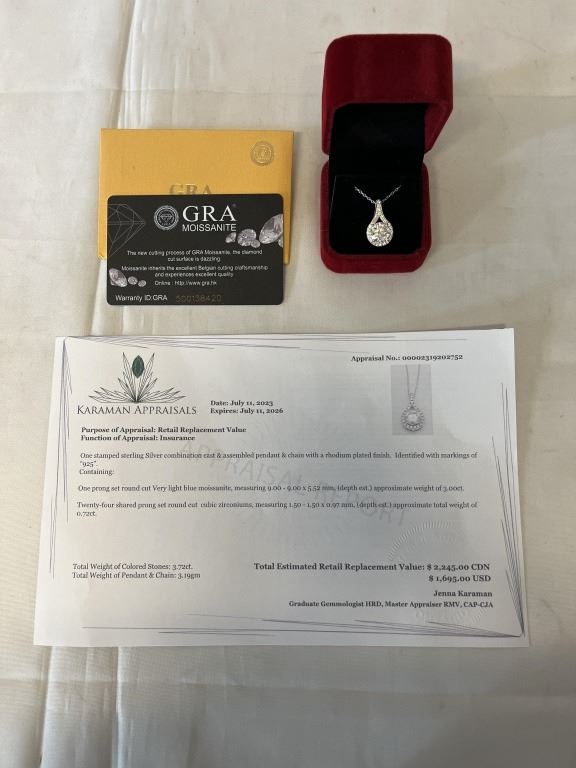 GRA
GRA
MOISSANITE
The new cutting process of GRA Moissanite, the diamond
cut surface is dazzling.
Moissanite inherits the excellent Belgian cutting craftsmanship
and experiences excellent quality
Online : http://www.gra.hk
Warranty ID:GRA 500138420
Appraisal No.: 00002319202752
KARAMAN APPRAISALS
Date: July 11, 2023
Expires: July 11, 2026
Purpose of Appraisal: Retail Replacement Value
Function of Appraisal: Insurance
One stamped sterling Silver combination cast & assembled pendant & chain with a rhodium plated finish. Identified with markings of
"925".
Containing:
One prong set round cut Very light blue moissanite, measuring 9.00 - 9.00 x 5.52 mm, (depth est.) approximate weight of 3.00ct.
Twenty-four shared prong set round cut cubic zirconiums, measuring 1.50 - 1.50 x 0.97 mm, (depth est.) approximate total weight of
0.72ct.
APPRAISAL REPORT
Total Weight of Colored Stones: 3.72ct.
Total Weight of Pendant & Chain: 3.19gm
Total Estimated Retail Replacement Value: $ 2,245.00 CDN
$ 1,695.00 USD
Jenna Karaman
Graduate Gemmologist HRD, Master Appraiser RMV, CAP-CJA